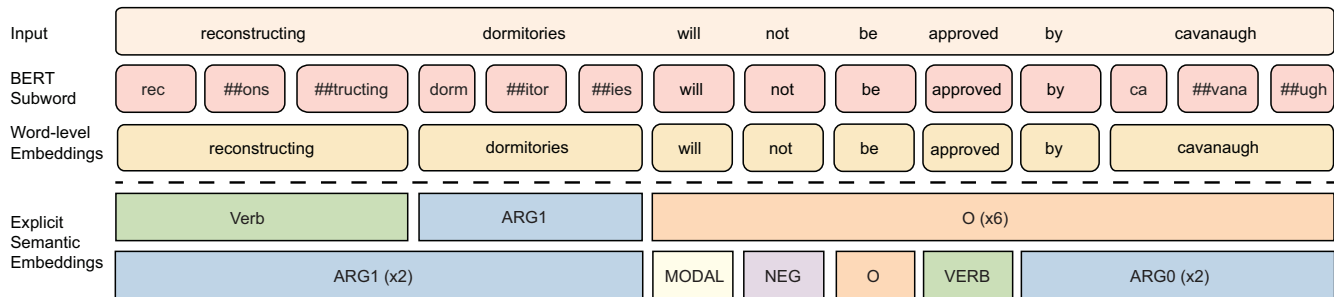 Input reconstructing dormitories will not be approved by cavanaugh
BERT
Subword
rec ##ons ##tructing dorm ##itor ##ies will not be approved by ca ##vana ##ugh
Word-level
Embeddings
reconstructing dormitories will not be approved by cavanaugh
Explicit
Semantic
Embeddings
Verb ARG1 O (x6)
ARG1 (x2) MODAL NEG O VERB ARG0 (x2)